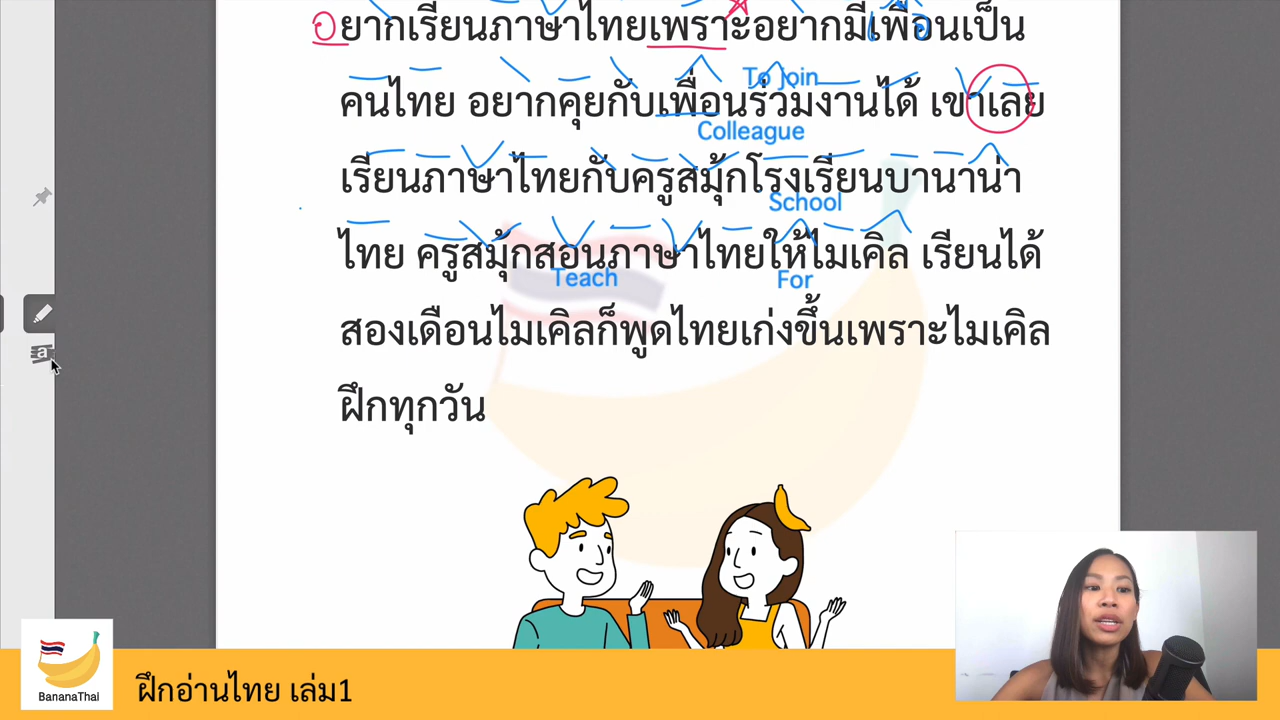 อยากเรียนภาษาไทยเพราะอยากมีเพื่อนเป็น
To Join
คนไทย อยากคุยกับเพื่อนร่วมงานได้ เขาเลย
Colleague
เรียนภาษาไทยกับครูสมุ้กโรงเรียนบานาน่า
School
ไทย ครูสมุ้กสอนภาษาไทยให้ไมเคิล เรียนได้
Teach For
สองเดือนไมเคิลก็พูดไทยเก่งขึ้นเพราะไมเคิล
ฝึกทุกวัน
BananaThai
ฝึกอ่านไทย เล่ม1